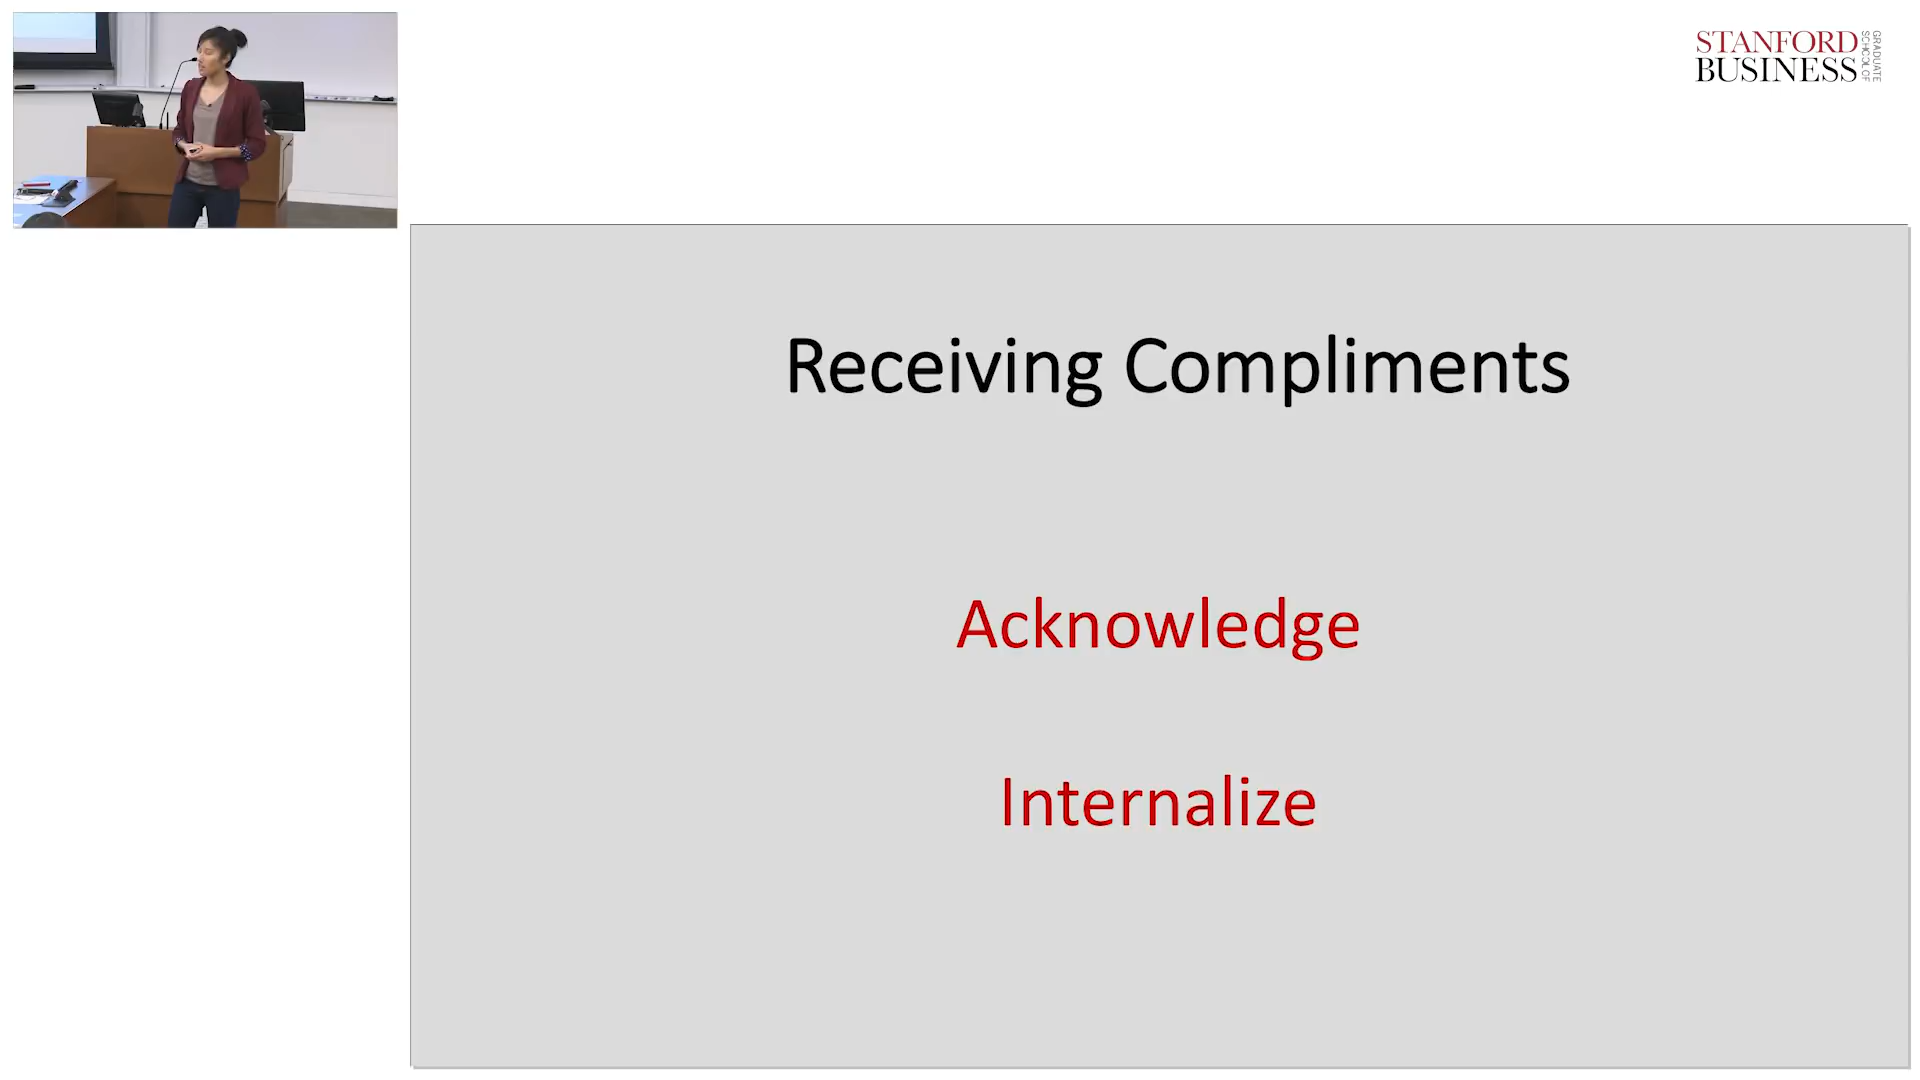 STANFORD
BUSINESS
GRADUATE
SCHOOL OF
Receiving Compliments
Acknowledge
Internalize